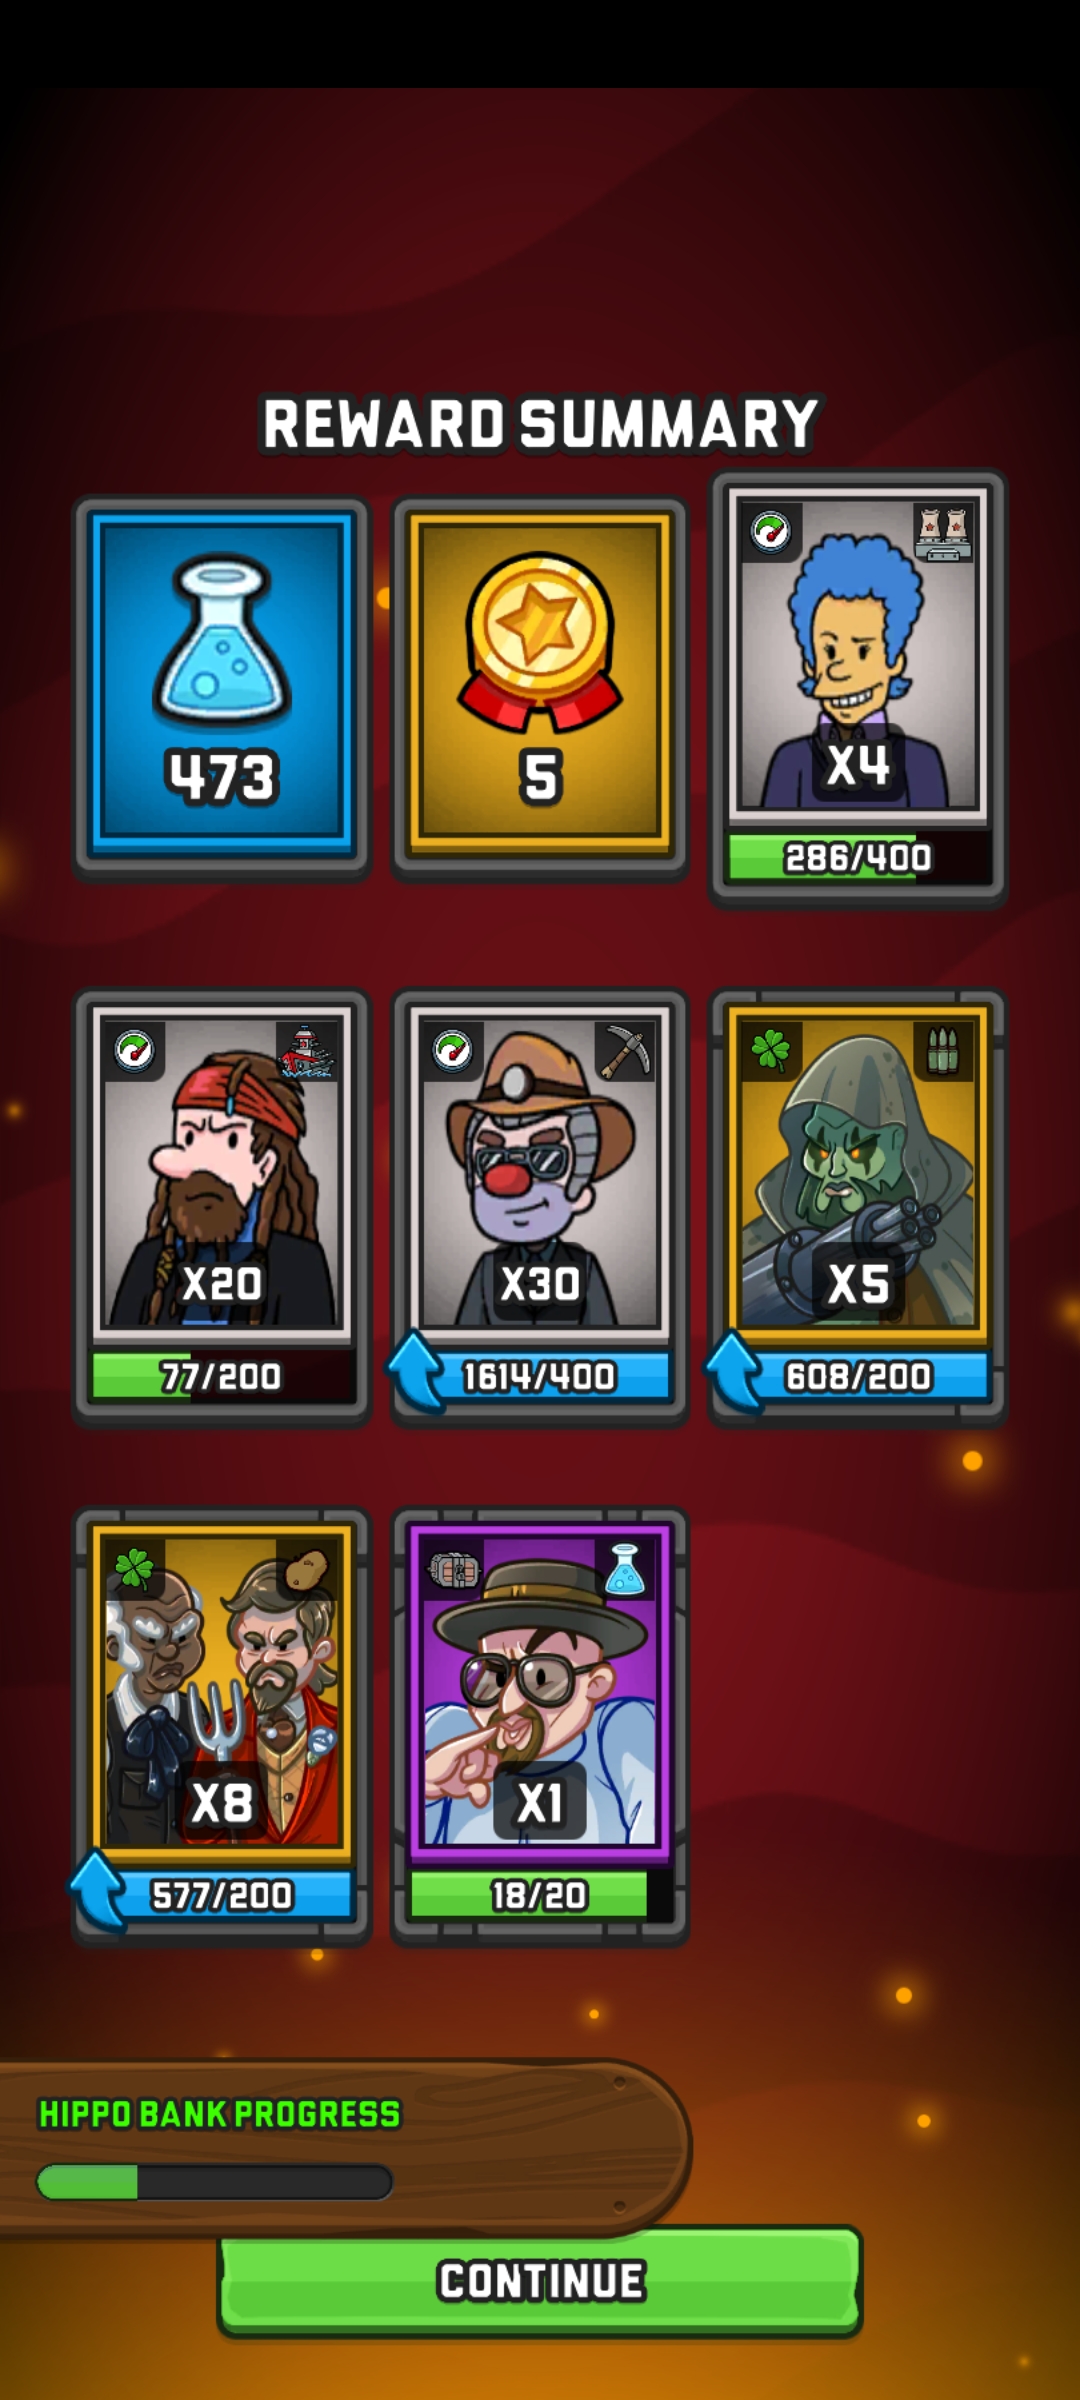 REWARD SUMMARY
473
5
X4
286/400
X20
77/200
X30
1614/400
X5
608/200
X8
577/200
X1
18/20
HIPPO BANK PROGRESS
CONTINUE